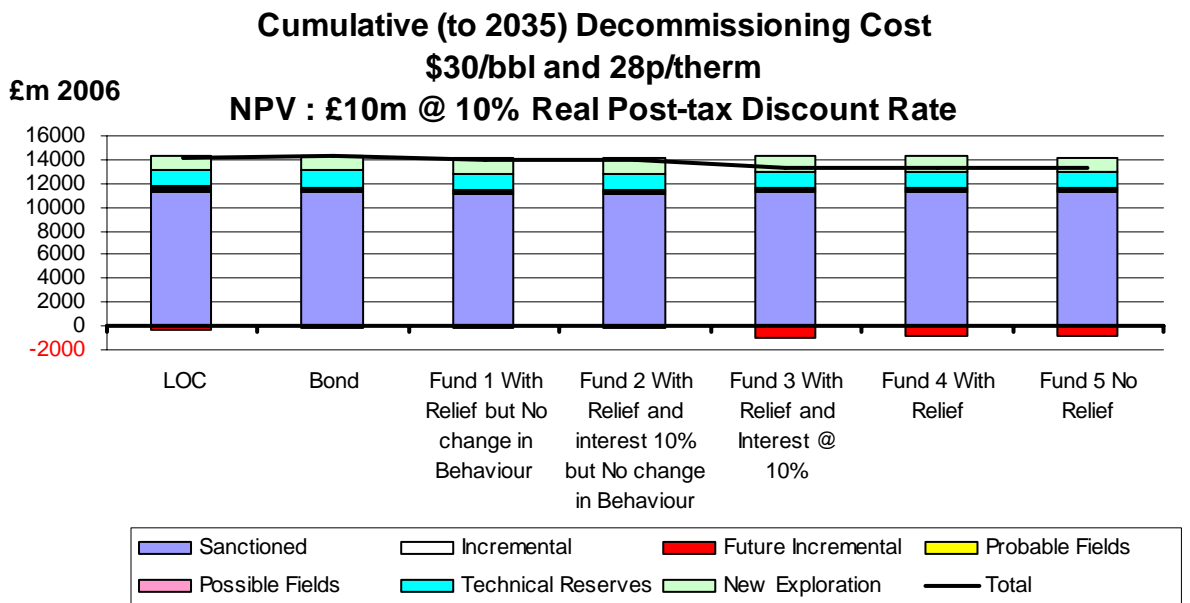 Cumulative (to 2035) Decommissioning Cost
$30/bbl and 28p/therm
£m 2006
NPV : £10m @ 10% Real Post-tax Discount Rate
16000
14000
12000
10000
8000
6000
4000
2000
0
-2000
LOC
Bond
Fund 1 With
Relief but No
change in
Behaviour
Fund 2 With
Relief and
interest 10%
but No change
in Behaviour
Fund 3 With
Relief and
Interest @
10%
Fund 4 With
Relief
Fund 5 No
Relief
Sanctioned
Incremental
Future Incremental
Probable Fields
Possible Fields
Technical Reserves
New Exploration
Total